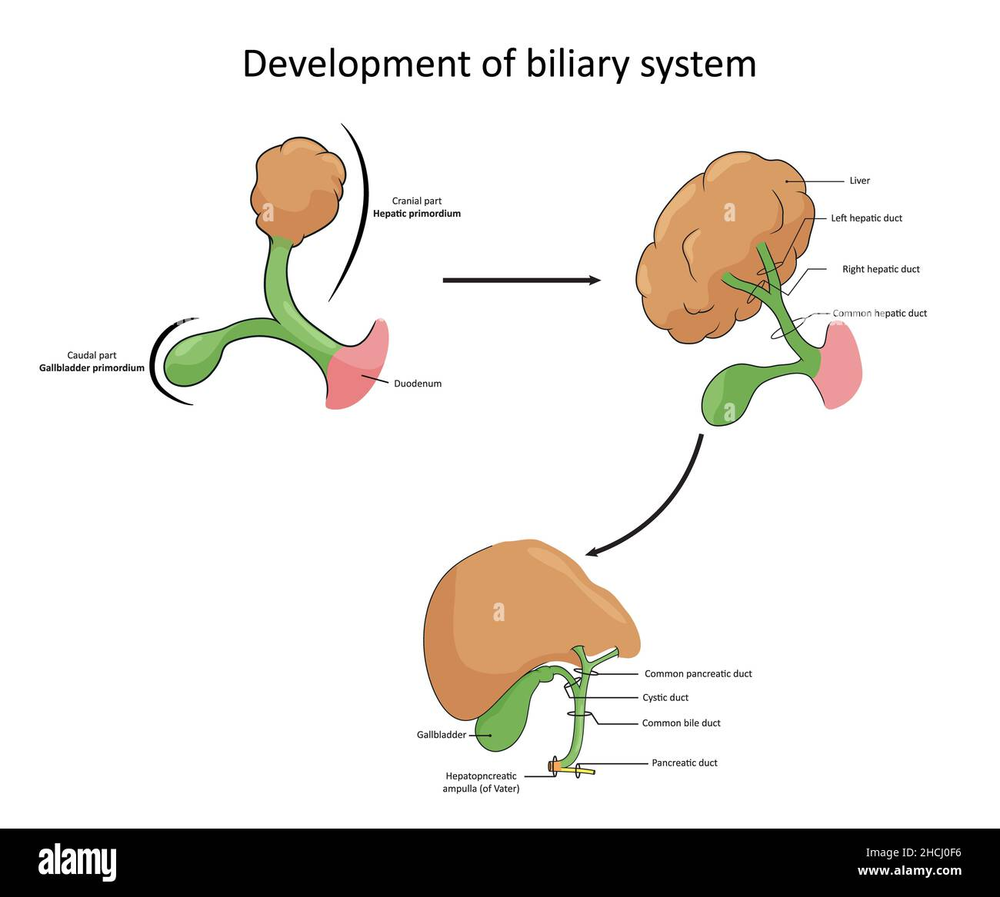 Development of biliary system
Cranial part
Hepatic primordium
Caudal part
Gallbladder primordium
Duodenum
Liver
Left hepatic duct
Right hepatic duct
Common hepatic duct
Common pancreatic duct
Cystic duct
Common bile duct
Gallbladder
Pancreatic duct
Hepatopncreatic
ampulla (of Vater)
a
a
a
a
alamy
Image ID: 2HCJ0F6
www.alamy.com